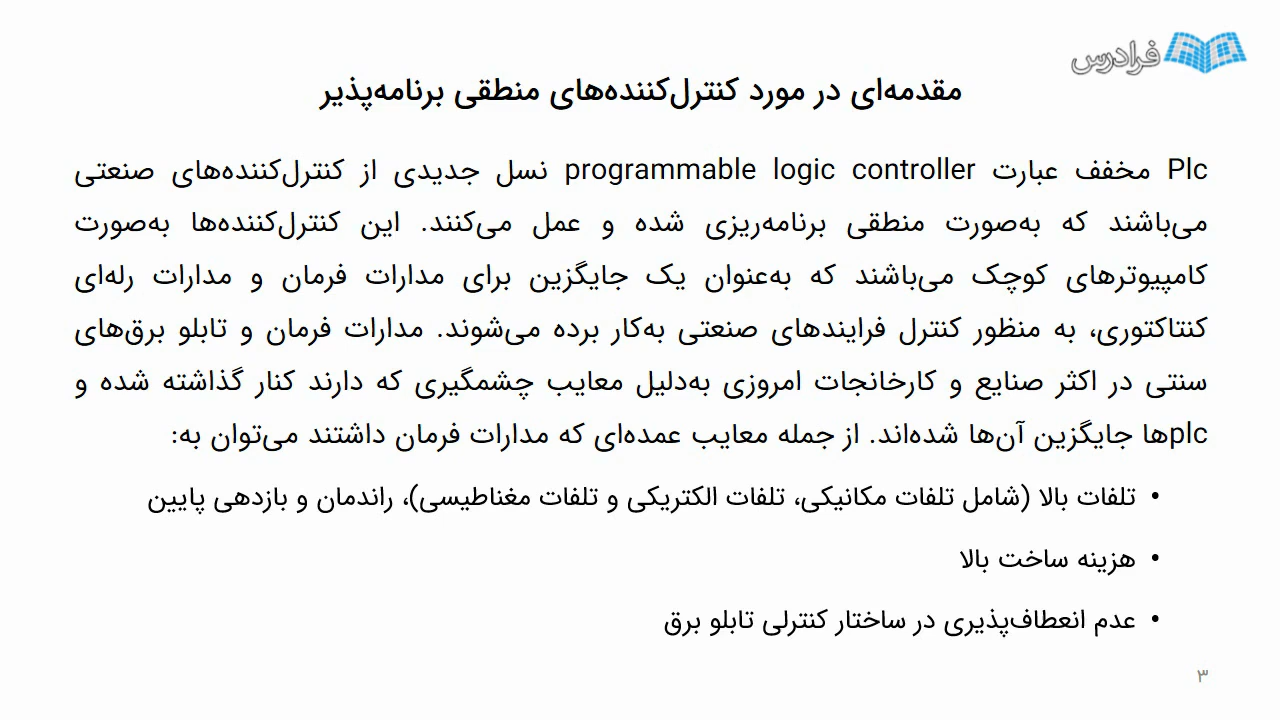 فرادرس
مقدمه‌ای در مورد کنترل‌کننده‌های منطقی برنامه‌پذیر
Plc مخفف عبارت programmable logic controller نسل جدیدی از کنترل‌کننده‌های صنعتی
می‌باشند که به‌صورت منطقی برنامه‌ریزی شده و عمل می‌کنند. این کنترل‌کننده‌ها به‌صورت
کامپیوترهای کوچک می‌باشند که به‌عنوان یک جایگزین برای مدارات فرمان و مدارات رله‌ای
کنتاکتوری، به منظور کنترل فرایندهای صنعتی به‌کار برده می‌شوند. مدارات فرمان و تابلو برق‌های
سنتی در اکثر صنایع و کارخانجات امروزی به‌دلیل معایب چشمگیری که دارند کنار گذاشته شده و
plcها جایگزین آن‌ها شده‌اند. از جمله معایب عمده‌ای که مدارات فرمان داشتند می‌توان به:
• تلفات بالا (شامل تلفات مکانیکی، تلفات الکتریکی و تلفات مغناطیسی)، راندمان و بازدهی پایین
• هزینه ساخت بالا
• عدم انعطاف‌پذیری در ساختار کنترلی تابلو برق
۳